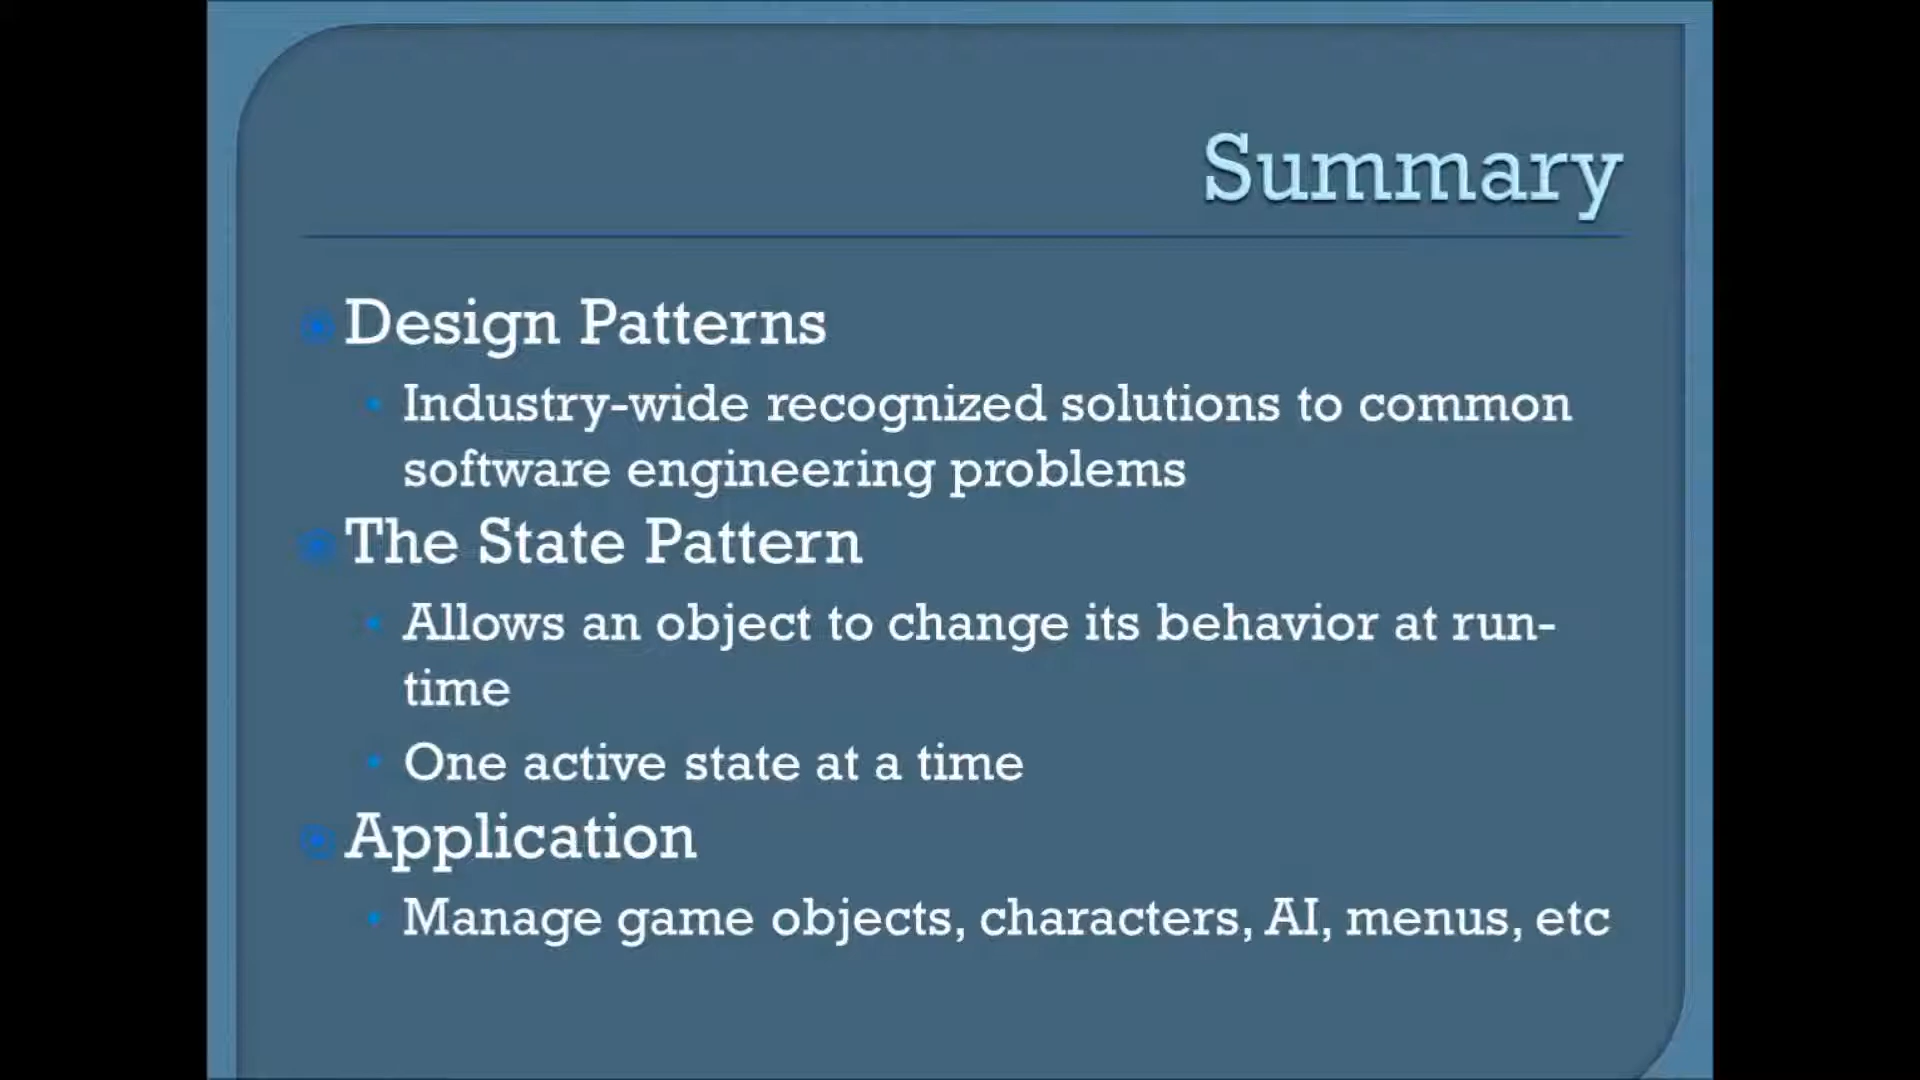 Summary
Design Patterns
Industry-wide recognized solutions to common
software engineering problems
The State Pattern
Allows an object to change its behavior at run-
time
One active state at a time
Application
Manage game objects, characters, AI, menus, etc